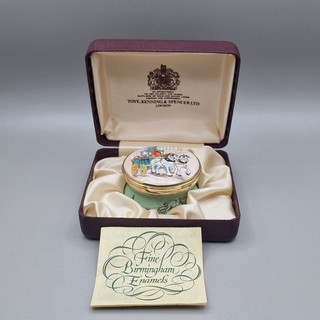 TOYE, KENNING & SPENCER LTD
LONDON
Fine
Birmingham
Enamels